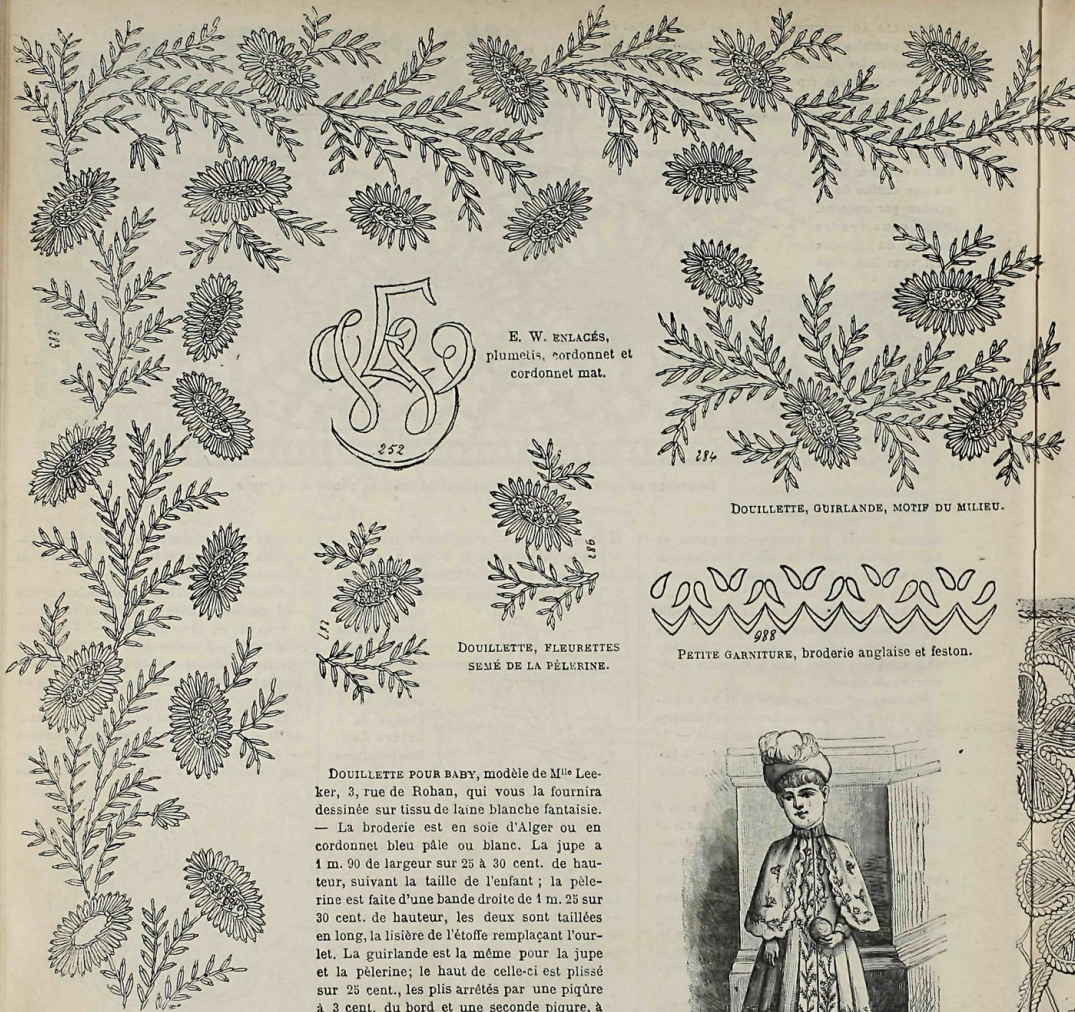 E. W. ENLACÉS,
plumetis, cordonnet et
cordonnet mat.
252
284
DOUILLETTE, GUIRLANDE, MOTIF DU MILIEU.
DOUILLETTE, FLEURETTES
SEMÉ DE LA PÈLERINE.
988
PETITE GARNITURE, broderie anglaise et feston.
DOUILLETTE POUR BABY, modèle de Mlle Lee-
ker, 3, rue de Rohan, qui vous la fournira
dessinée sur tissu de laine blanche fantaisie.
— La broderie est en soie d'Alger ou en
cordonnet bleu pâle ou blanc. La jupe a
1 m. 90 de largeur sur 25 à 30 cent. de hau-
teur, suivant la taille de l'enfant ; la pèle-
rine est faite d'une bande droite de 1 m. 25 sur
30 cent. de hauteur, les deux sont taillées
en long, la lisière de l'étoffe remplaçant l'our-
let. La guirlande est la même pour la jupe
et la pèlerine; le haut de celle-ci est plissé
sur 25 cent., les plis arrêtés par une piqûre
à 3 cent. du bord et une seconde piqure, à